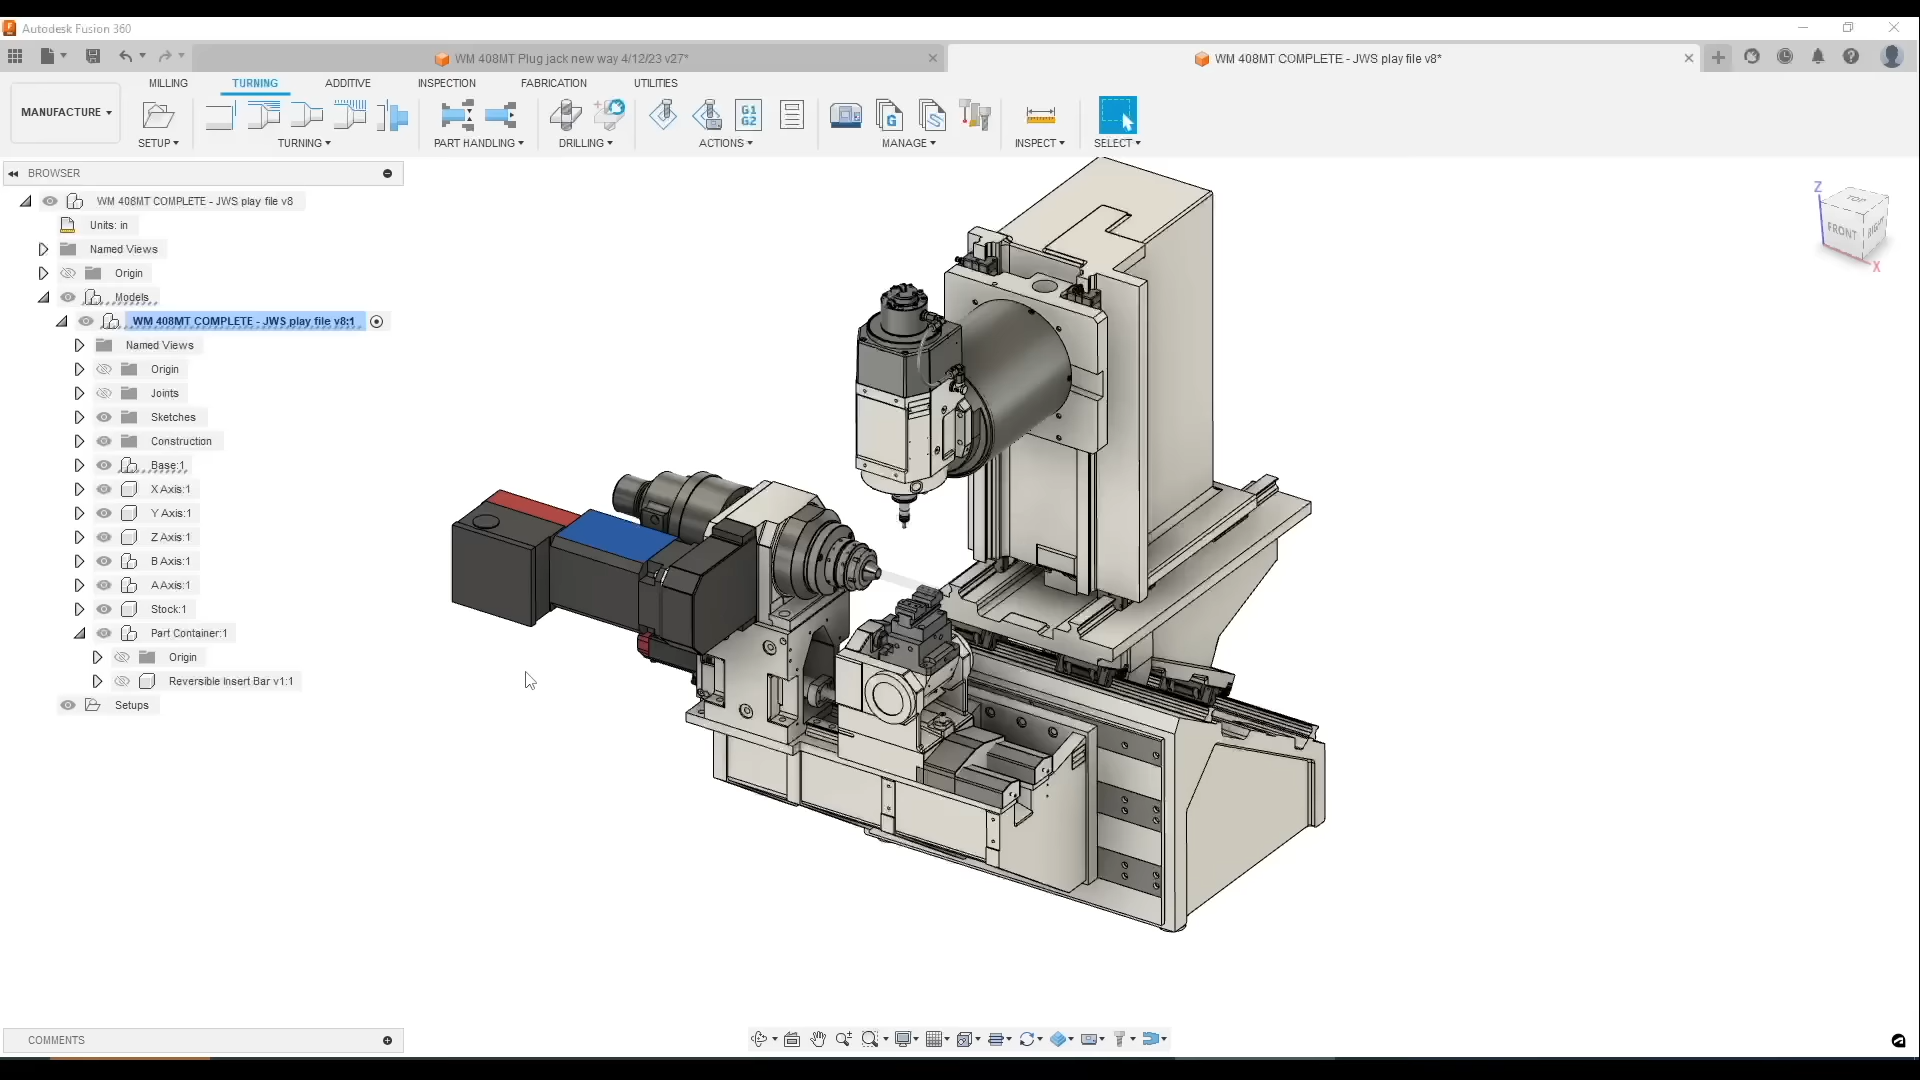 Autodesk Fusion 360
WM 408MT Plug jack new way 4/12/23 v27*
WM 408MT COMPLETE - JWS play file v8*
MILLING
TURNING
ADDITIVE
INSPECTION
FABRICATION
UTILITIES
MANUFACTURE
G1
G2
G
SETUP
TURNING
PART HANDLING
DRILLING
ACTIONS
MANAGE
INSPECT
SELECT
BROWSER
WM 408MT COMPLETE - JWS play file v8
Units: in
Named Views
Origin
Models
WM 408MT COMPLETE - JWS play file v8:1
Named Views
Origin
Joints
Sketches
Construction
Base:1
X Axis:1
Y Axis:1
Z Axis:1
B Axis:1
A Axis:1
Stock:1
Part Container:1
Origin
Reversible Insert Bar v1:1
Setups
Z
TOP
FRONT
RIGHT
X
COMMENTS